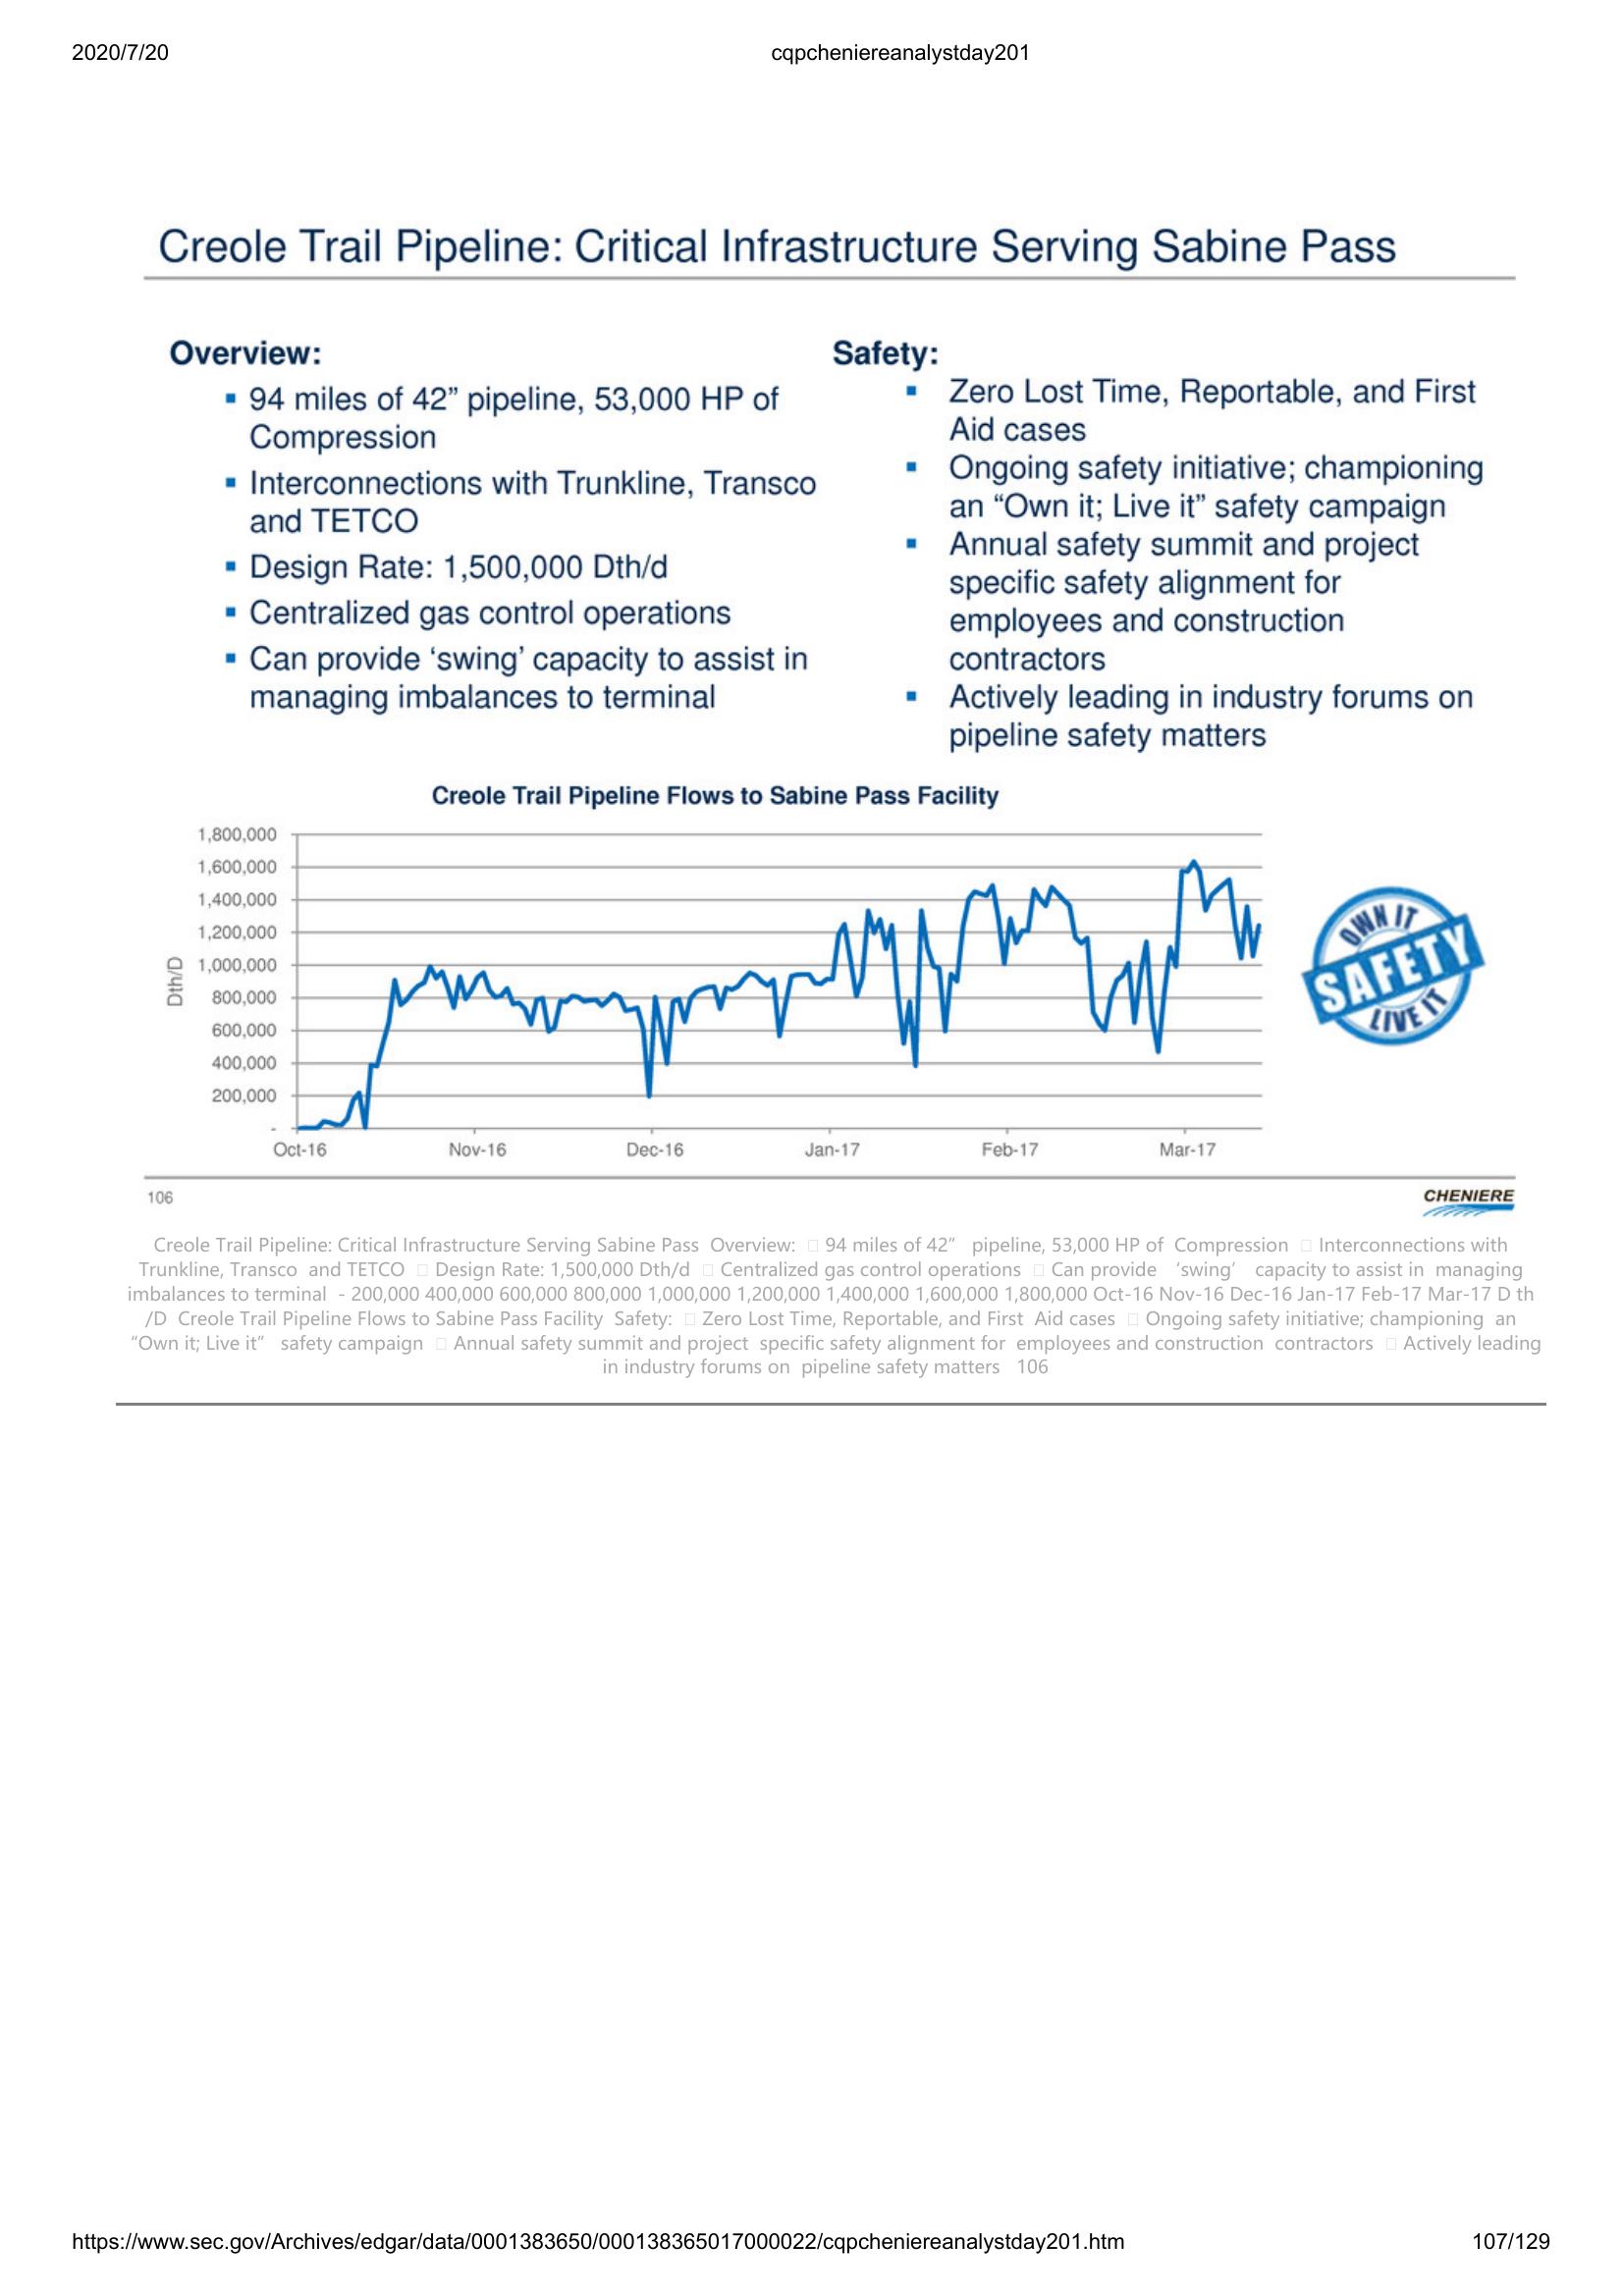 2020/7/20
cqpcheniereanalystday201
Creole Trail Pipeline: Critical Infrastructure Serving Sabine Pass
Overview:
▪ 94 miles of 42” pipeline, 53,000 HP of
Compression
▪ Interconnections with Trunkline, Transco
and TETCO
▪ Design Rate: 1,500,000 Dth/d
▪ Centralized gas control operations
▪ Can provide ‘swing’ capacity to assist in
managing imbalances to terminal
Safety:
▪ Zero Lost Time, Reportable, and First
Aid cases
▪ Ongoing safety initiative; championing
an “Own it; Live it” safety campaign
▪ Annual safety summit and project
specific safety alignment for
employees and construction
contractors
▪ Actively leading in industry forums on
pipeline safety matters
Creole Trail Pipeline Flows to Sabine Pass Facility
Dth/D
1,800,000
1,600,000
1,400,000
1,200,000
1,000,000
800,000
600,000
400,000
200,000
-
Oct-16 Nov-16 Dec-16 Jan-17 Feb-17 Mar-17
OWN IT
SAFETY
LIVE IT
106
CHENIERE
Creole Trail Pipeline: Critical Infrastructure Serving Sabine Pass Overview: □ 94 miles of 42” pipeline, 53,000 HP of Compression □ Interconnections with
Trunkline, Transco and TETCO □ Design Rate: 1,500,000 Dth/d □ Centralized gas control operations □ Can provide ‘swing’ capacity to assist in managing
imbalances to terminal - 200,000 400,000 600,000 800,000 1,000,000 1,200,000 1,400,000 1,600,000 1,800,000 Oct-16 Nov-16 Dec-16 Jan-17 Feb-17 Mar-17 D th
/D Creole Trail Pipeline Flows to Sabine Pass Facility Safety: □ Zero Lost Time, Reportable, and First Aid cases □ Ongoing safety initiative; championing an
“Own it; Live it” safety campaign □ Annual safety summit and project specific safety alignment for employees and construction contractors □ Actively leading
in industry forums on pipeline safety matters 106
https://www.sec.gov/Archives/edgar/data/0001383650/000138365017000022/cqpcheniereanalystday201.htm
107/129